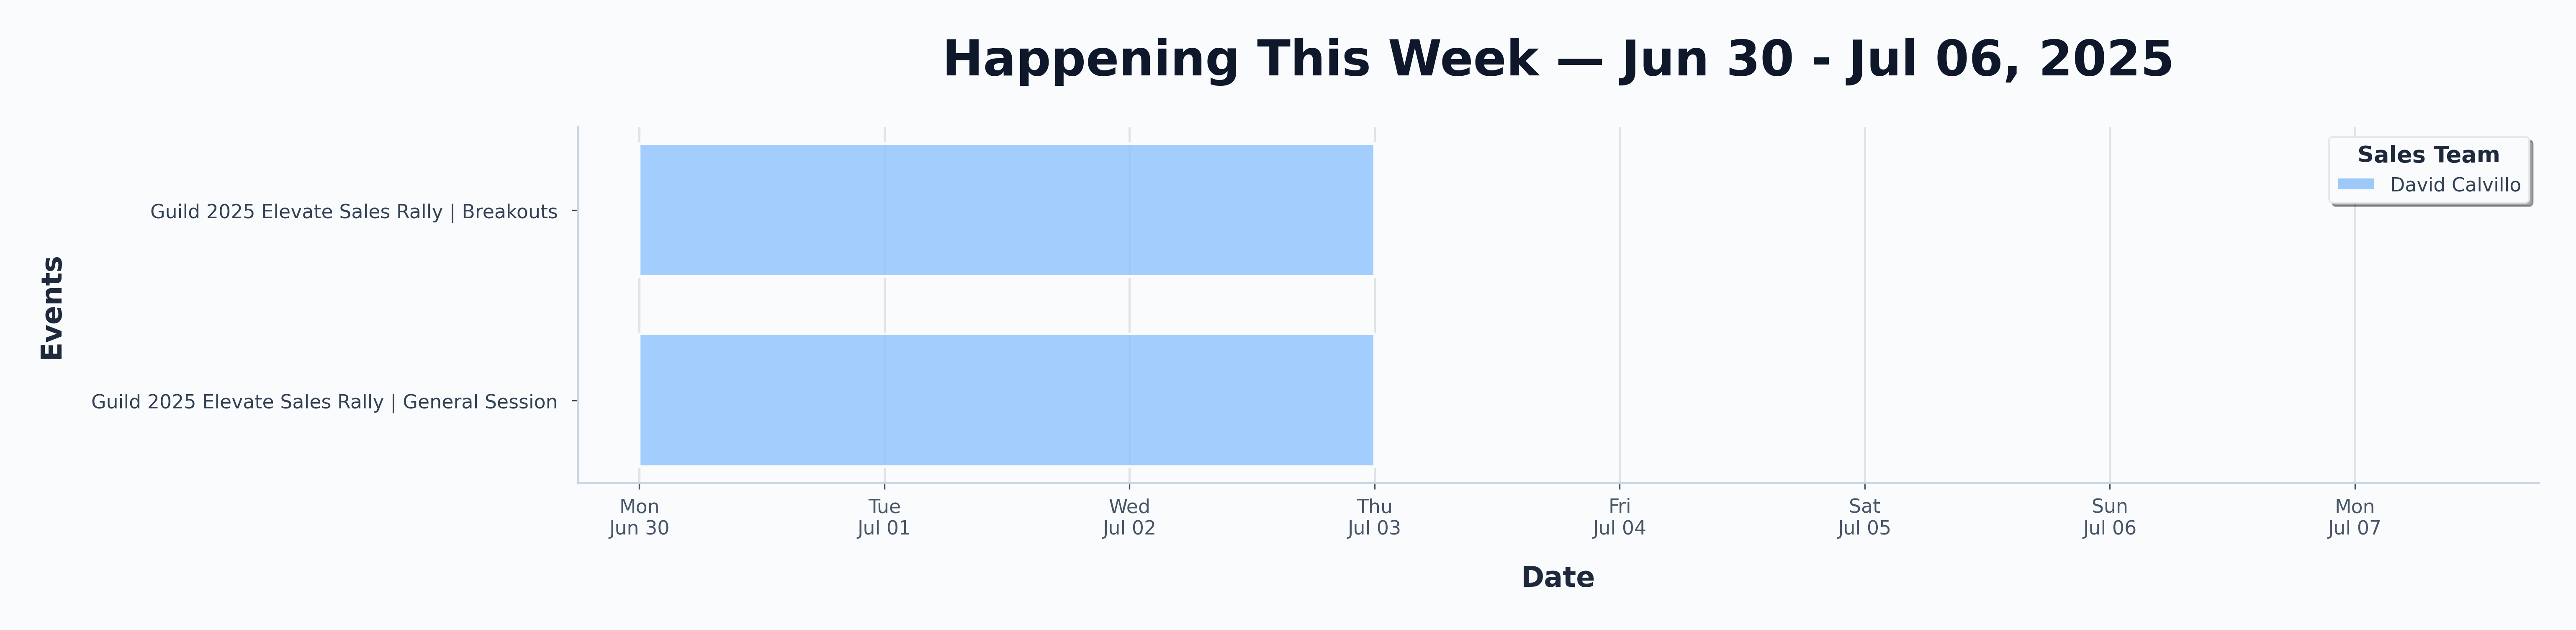 Happening This Week — Jun 30 - Jul 06, 2025
Sales Team
David Calvillo
Events
Guild 2025 Elevate Sales Rally | Breakouts
Guild 2025 Elevate Sales Rally | General Session
Mon Tue Wed Thu Fri Sat Sun Mon
Jun 30 Jul 01 Jul 02 Jul 03 Jul 04 Jul 05 Jul 06 Jul 07
Date